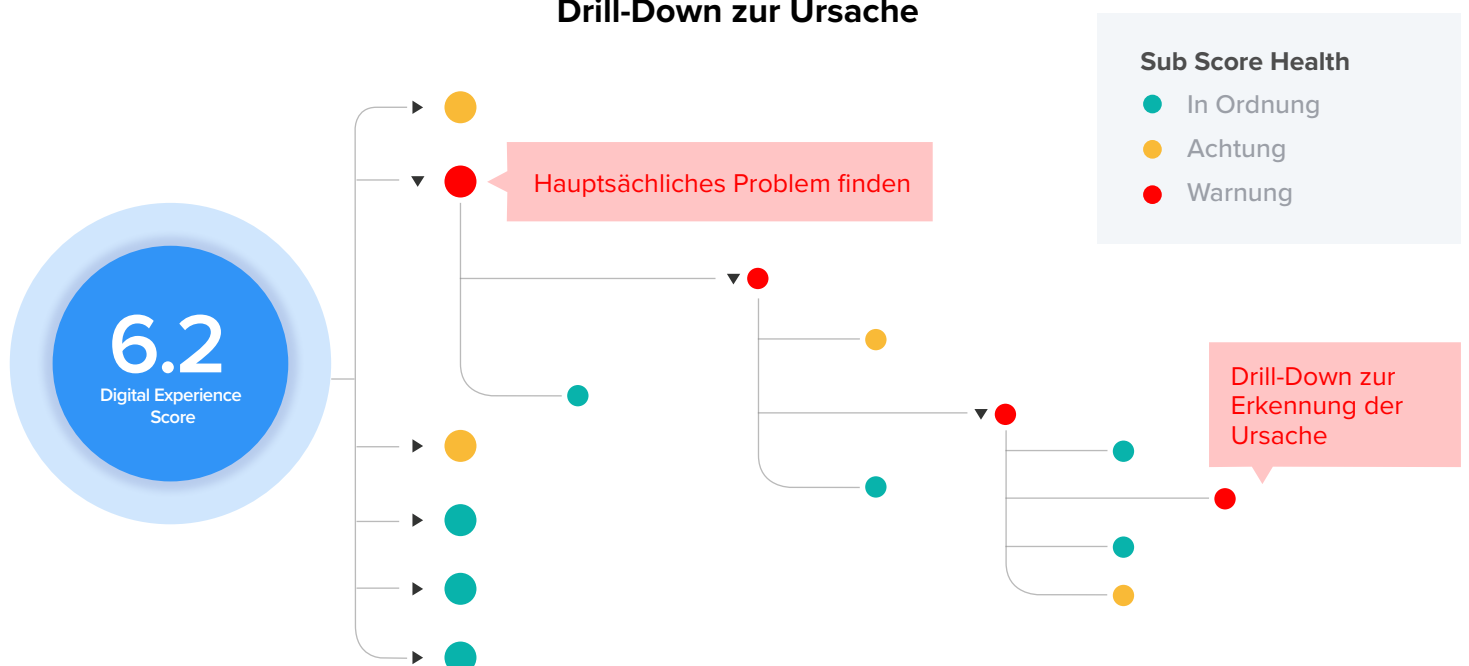 Drill-Down zur Ursache
Sub Score Health
In Ordnung
Achtung
Warnung
Hauptsächliches Problem finden
6.2
Digital Experience
Score
Drill-Down zur
Erkennung der
Ursache